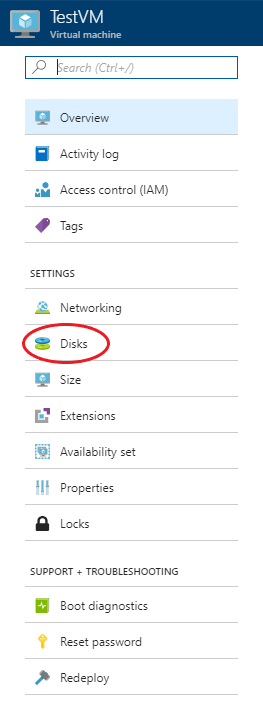 TestVM
Virtual machine
Search (Ctrl+/)
Overview
Activity log
Access control (IAM)
Tags
SETTINGS
Networking
Disks
Size
Extensions
Availability set
Properties
Locks
SUPPORT + TROUBLESHOOTING
Boot diagnostics
Reset password
Redeploy